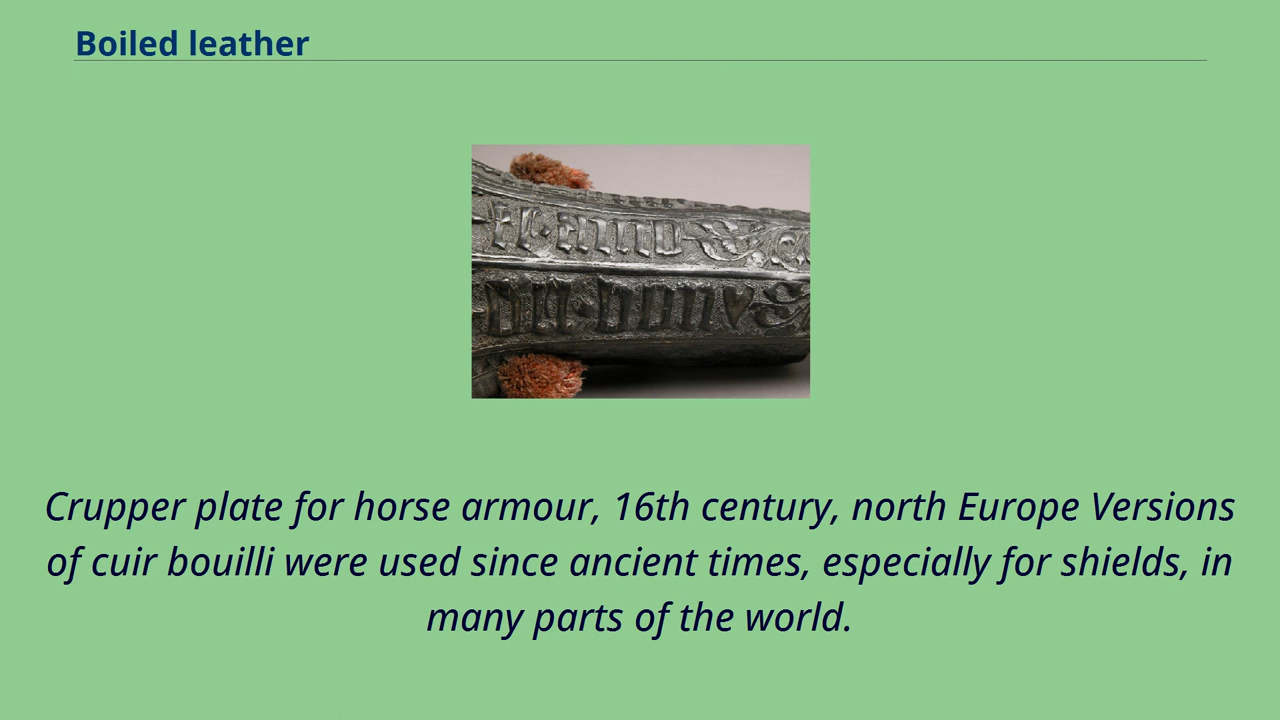 Boiled leather
Crupper plate for horse armour, 16th century, north Europe Versions
of cuir bouilli were used since ancient times, especially for shields, in
many parts of the world.